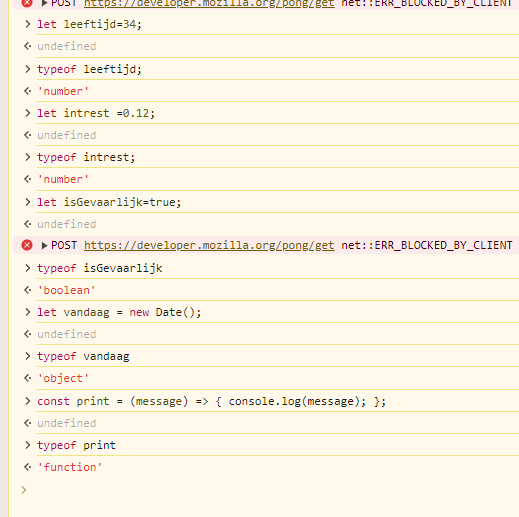 POST https://developer.mozilla.org/pong/get net::ERR_BLOCKED_BY_CLIENT
let leeftijd=34;
undefined
typeof leeftijd;
'number'
let intrest =0.12;
undefined
typeof intrest;
'number'
let isGevaarlijk=true;
undefined
POST https://developer.mozilla.org/pong/get net::ERR_BLOCKED_BY_CLIENT
typeof isGevaarlijk
'boolean'
let vandaag = new Date();
undefined
typeof vandaag
'object'
const print = (message) => { console.log(message); };
undefined
typeof print
'function'